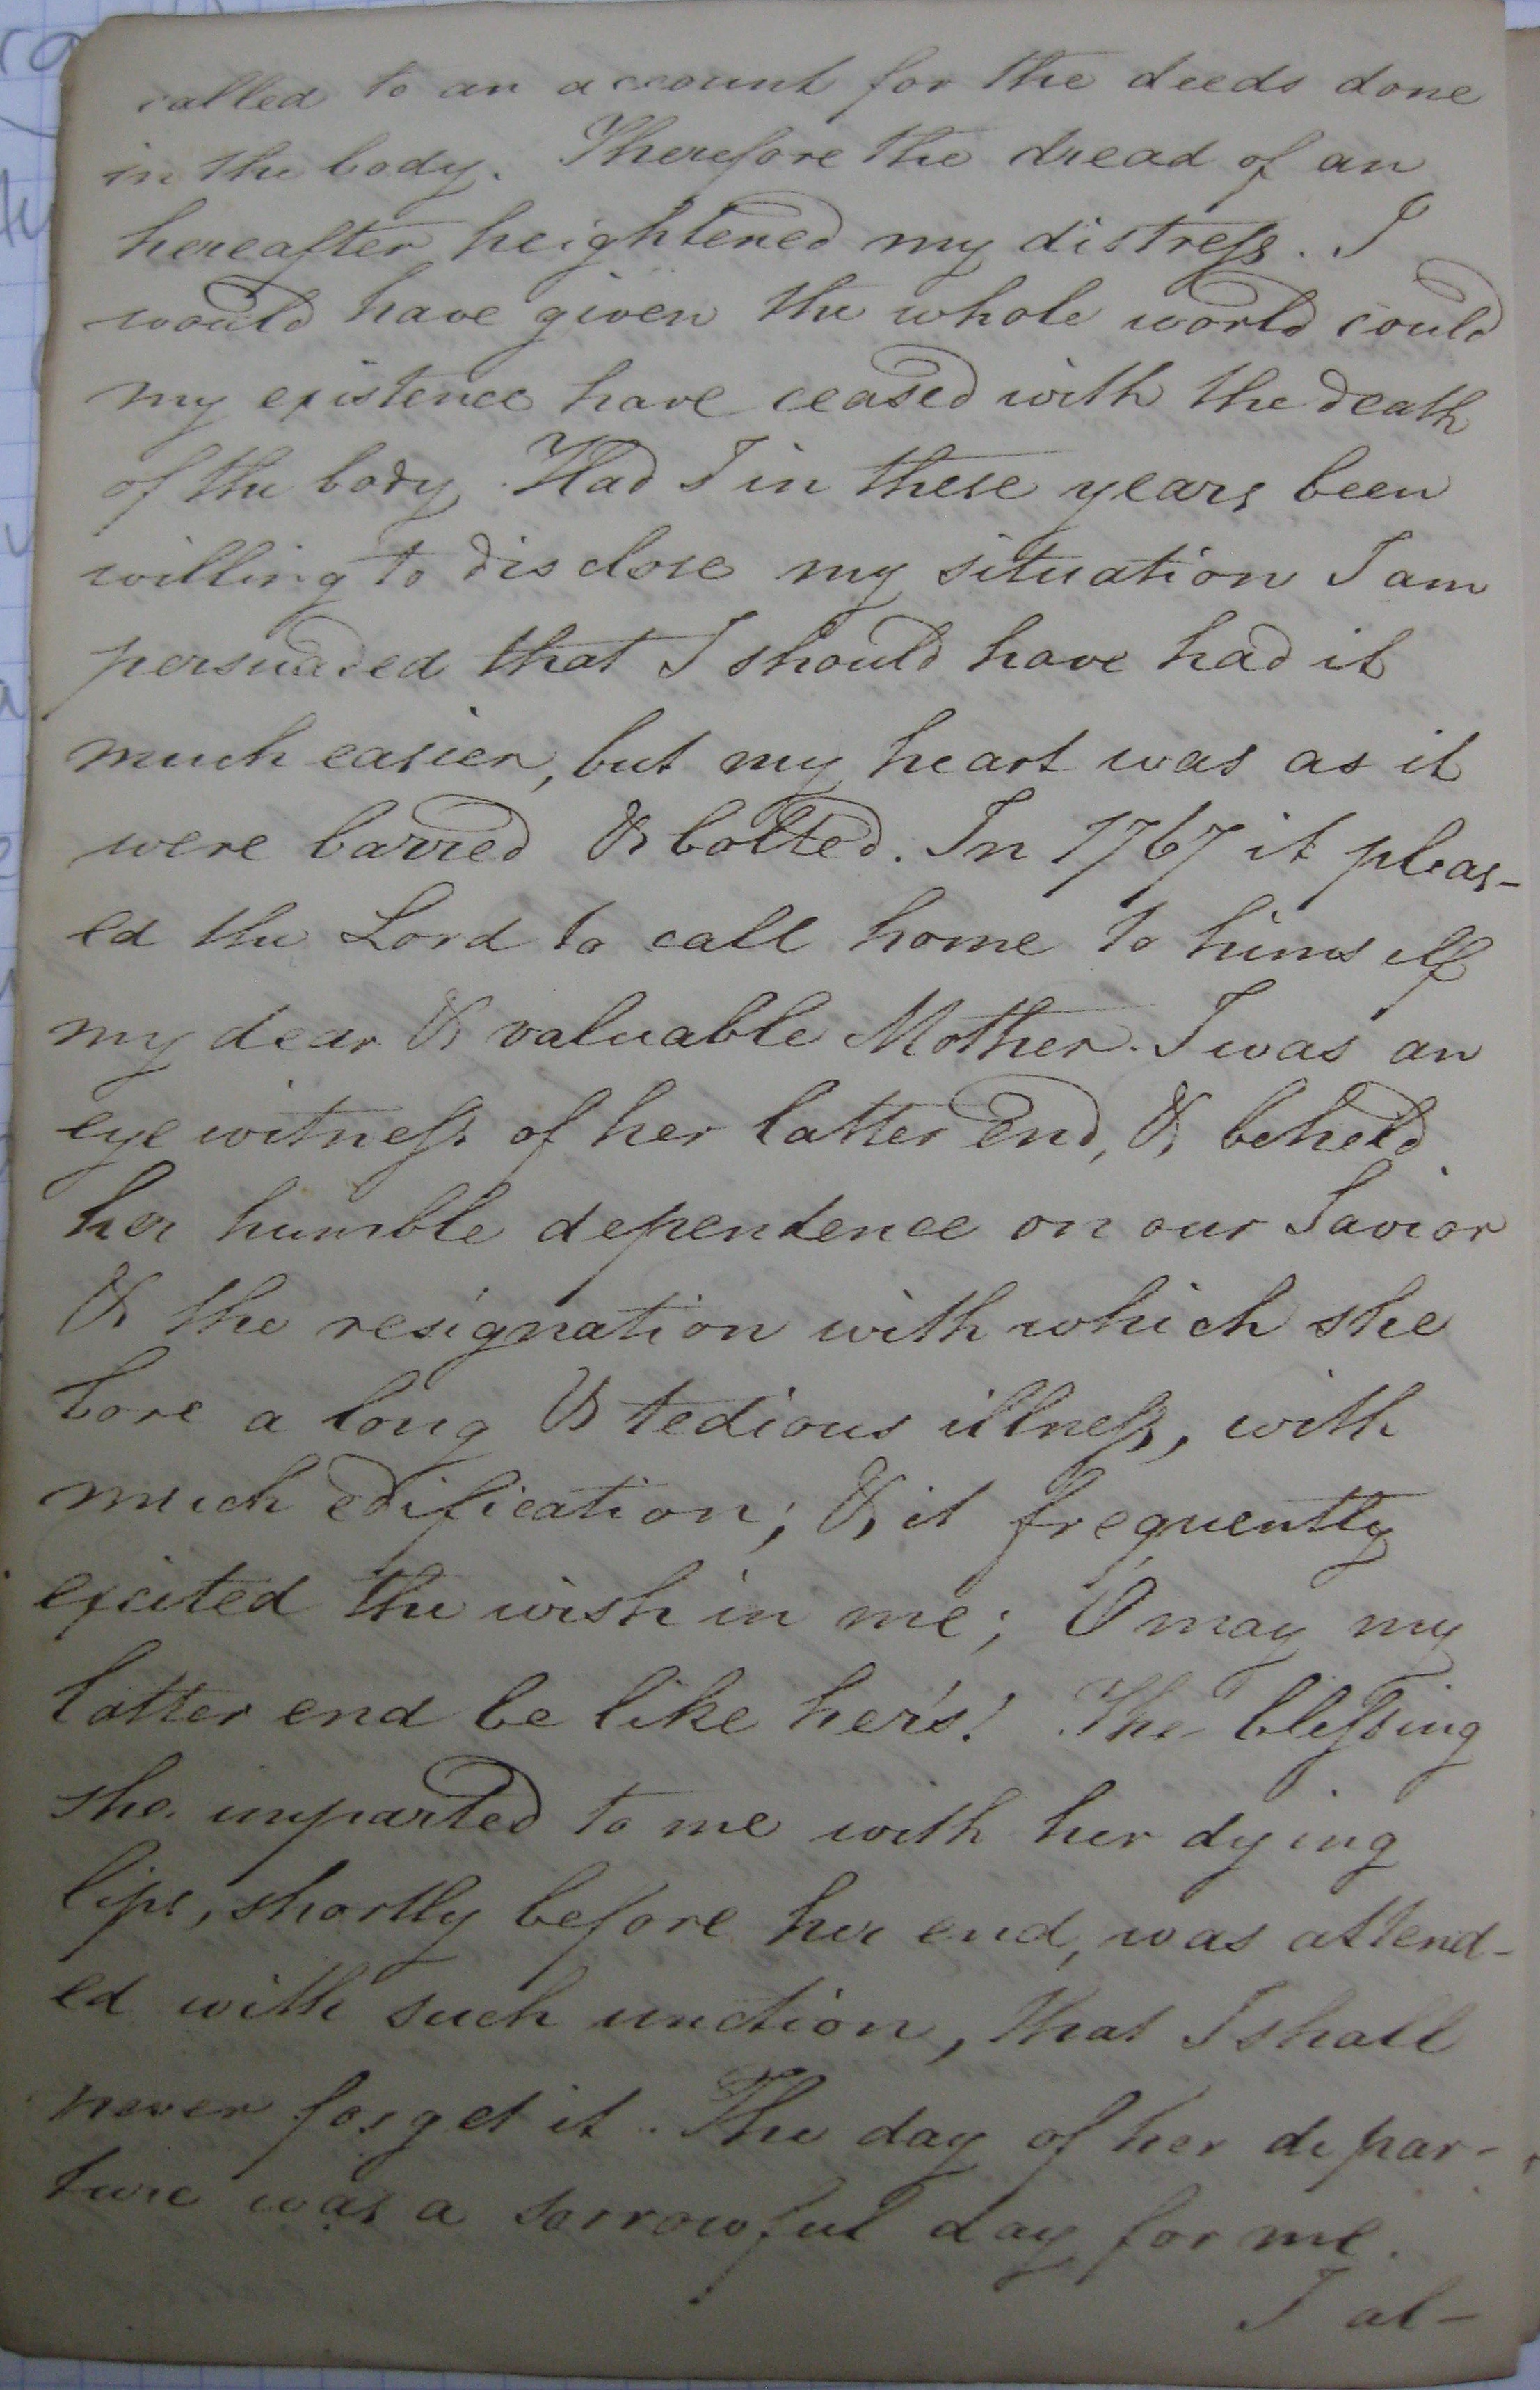 called to an account for the deeds done
in the body. Therefore the dread of an
hereafter heightened my distress. I
would have given the whole world could
my existence have ceased with the death
of the body. Had I in these years been
willing to disclose my situation I am
persuaded that I should have had it
much easier, but my heart was as it
were barred & bolted. In 1767 it pleas-
ed the Lord to call home to himself
my dear & valuable Mother. I was an
eye witness of her latter end, & beheld
her humble dependence on our Savior
& the resignation with which she
bore a long & tedious illness, with
much edification; & it frequently
excited the wish in me; O may my
latter end be like her's! The blessing
she imparted to me with her dying
lips, shortly before her end, was attend-
ed with such unction, that I shall
never forget it. The day of her depar-
ture was a sorrowful day for me.
I al-